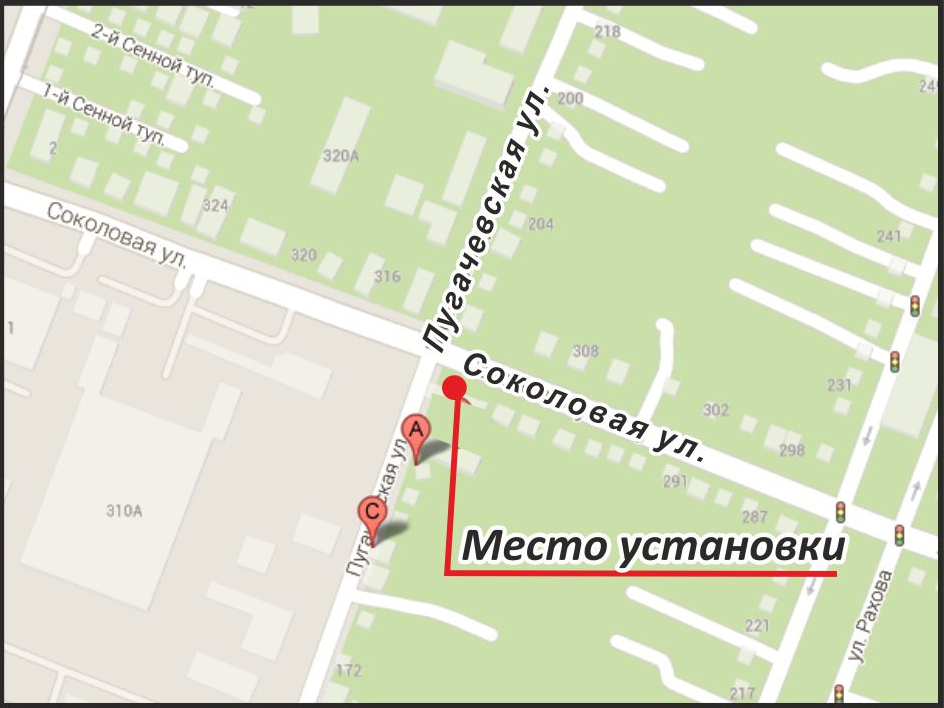 218
2-й Сенной туп.
200
1-й Сенной туп.
2
320А
324
204
241
Соколовая ул.
320
316
Пугачевская ул.
1
308
Соколовая ул.
231
302
A
298
291
C
310А
287
Место установки
221
ул. Рахова
172
217